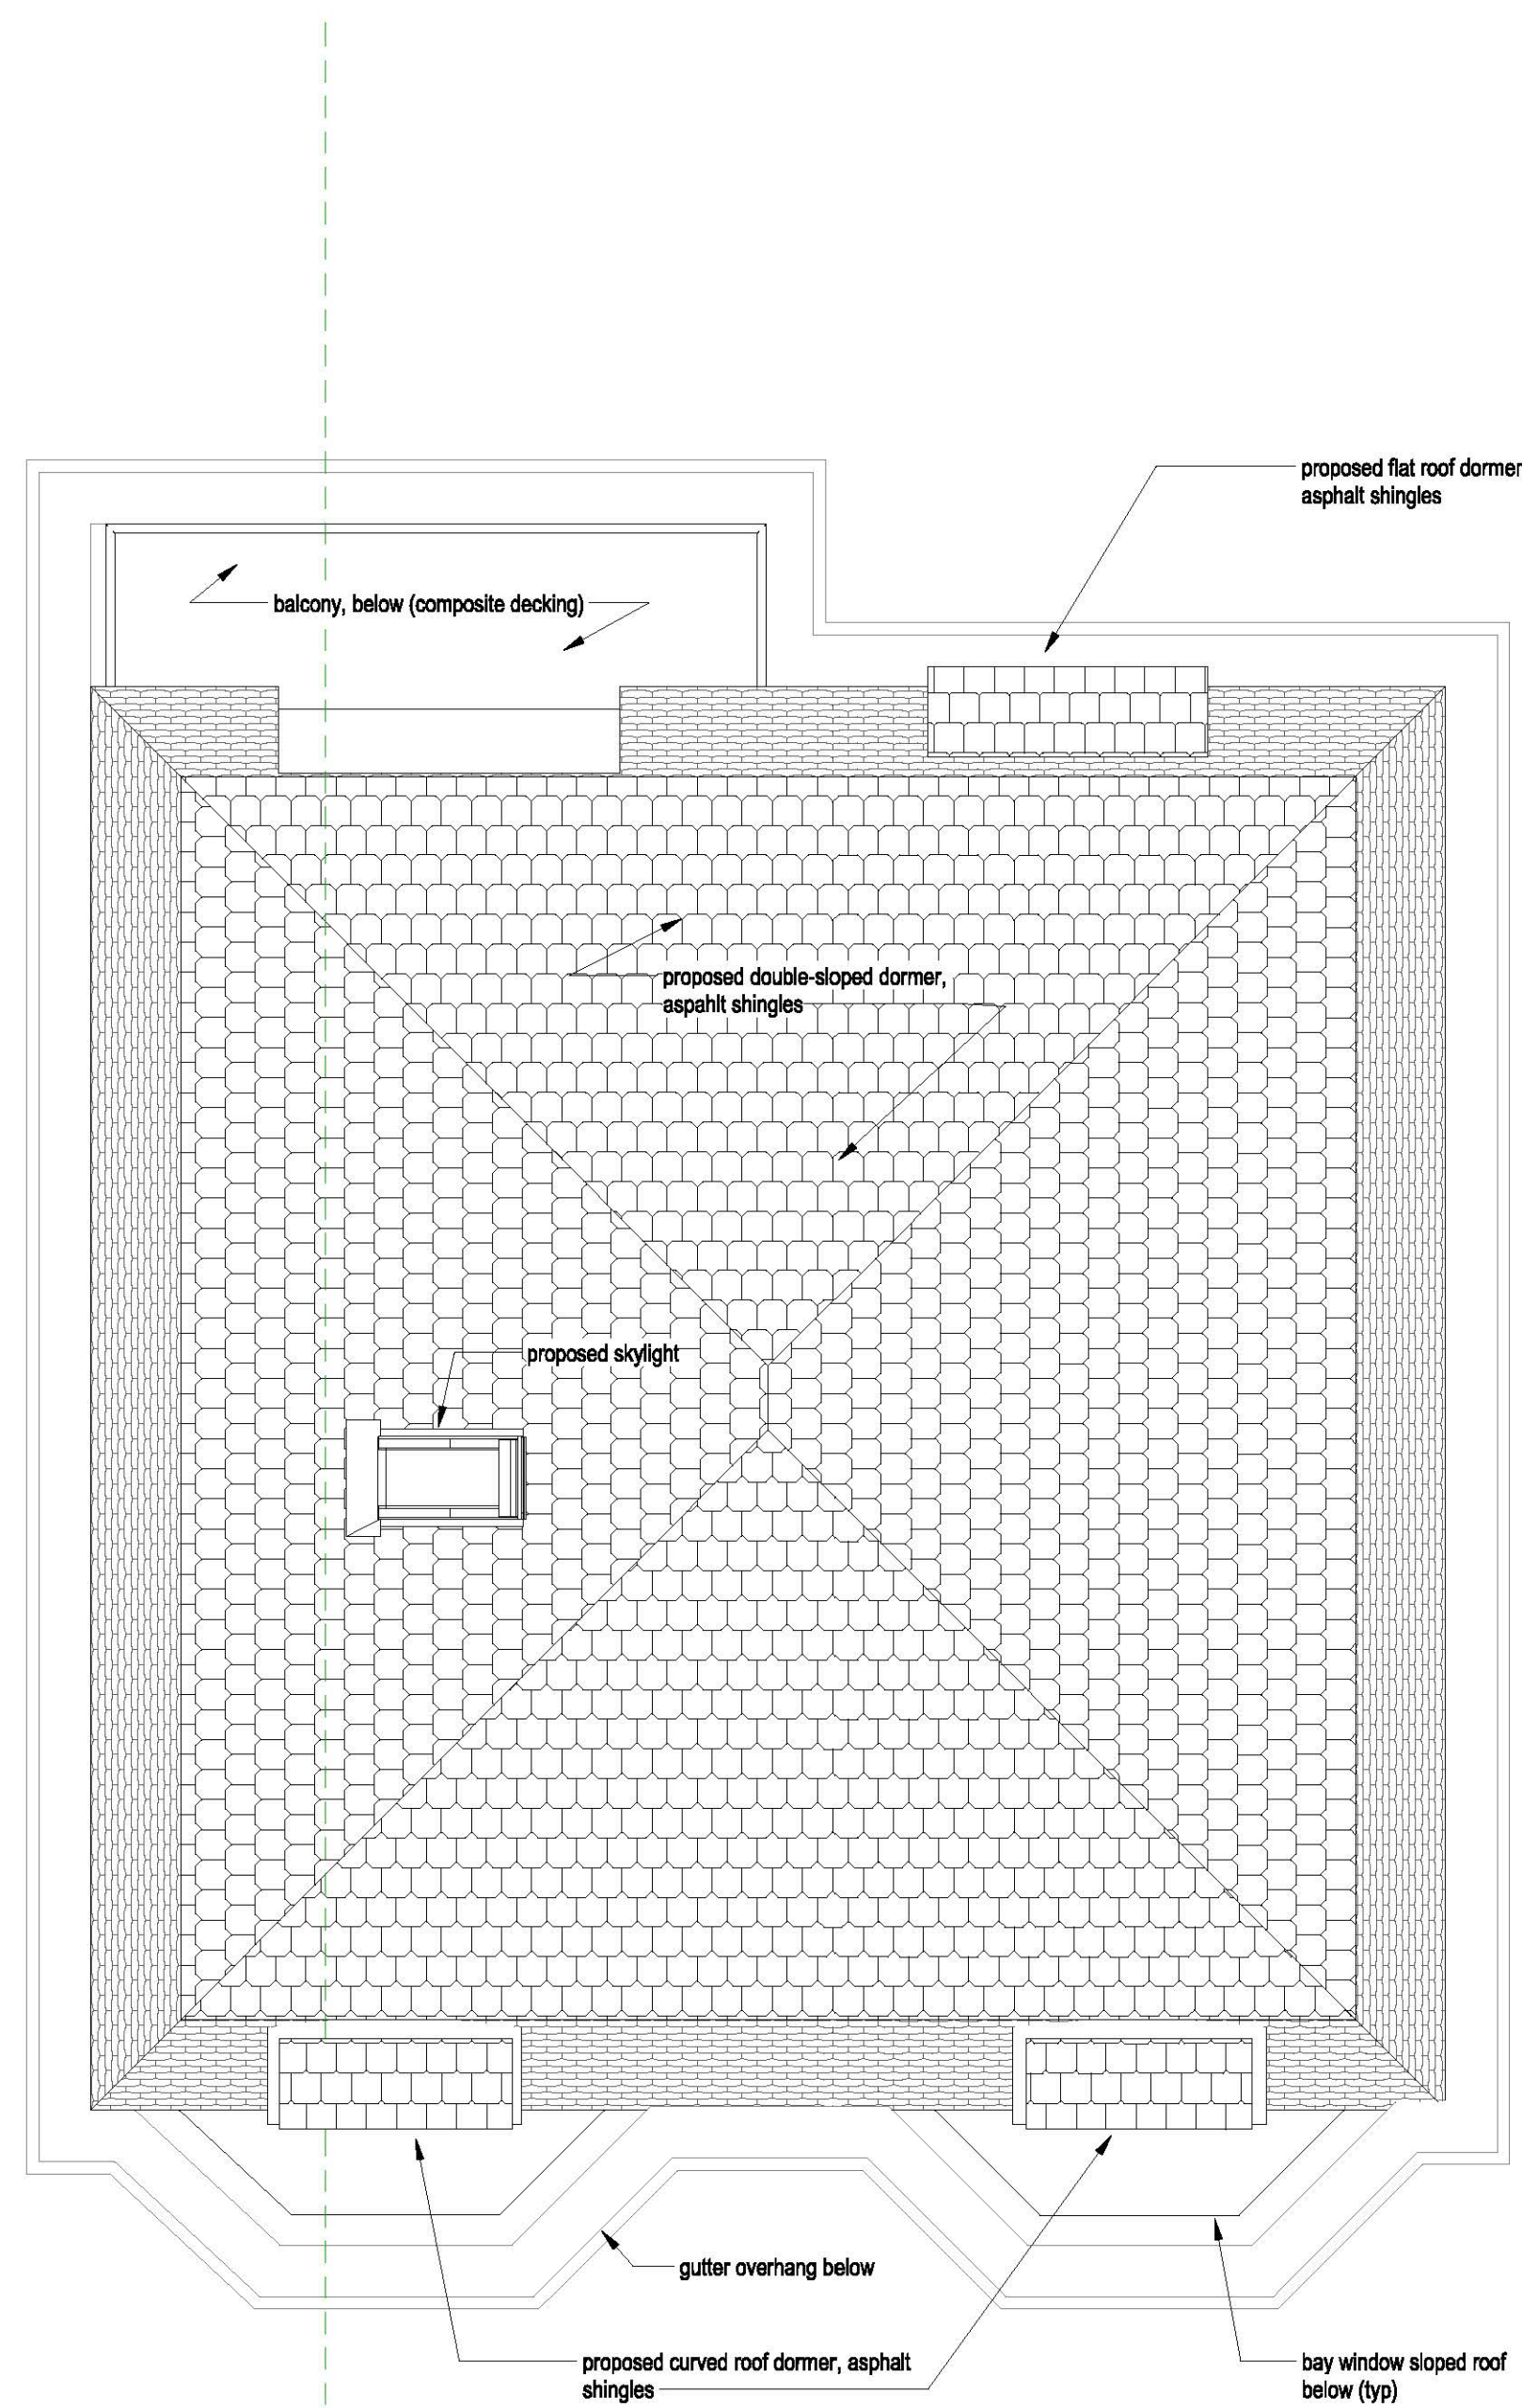 proposed flat roof dormer
asphalt shingles
balcony, below (composite decking)
proposed double-sloped dormer,
aspahlt shingles
proposed skylight
gutter overhang below
proposed curved roof dormer, asphalt
shingles
bay window sloped roof
below (typ)